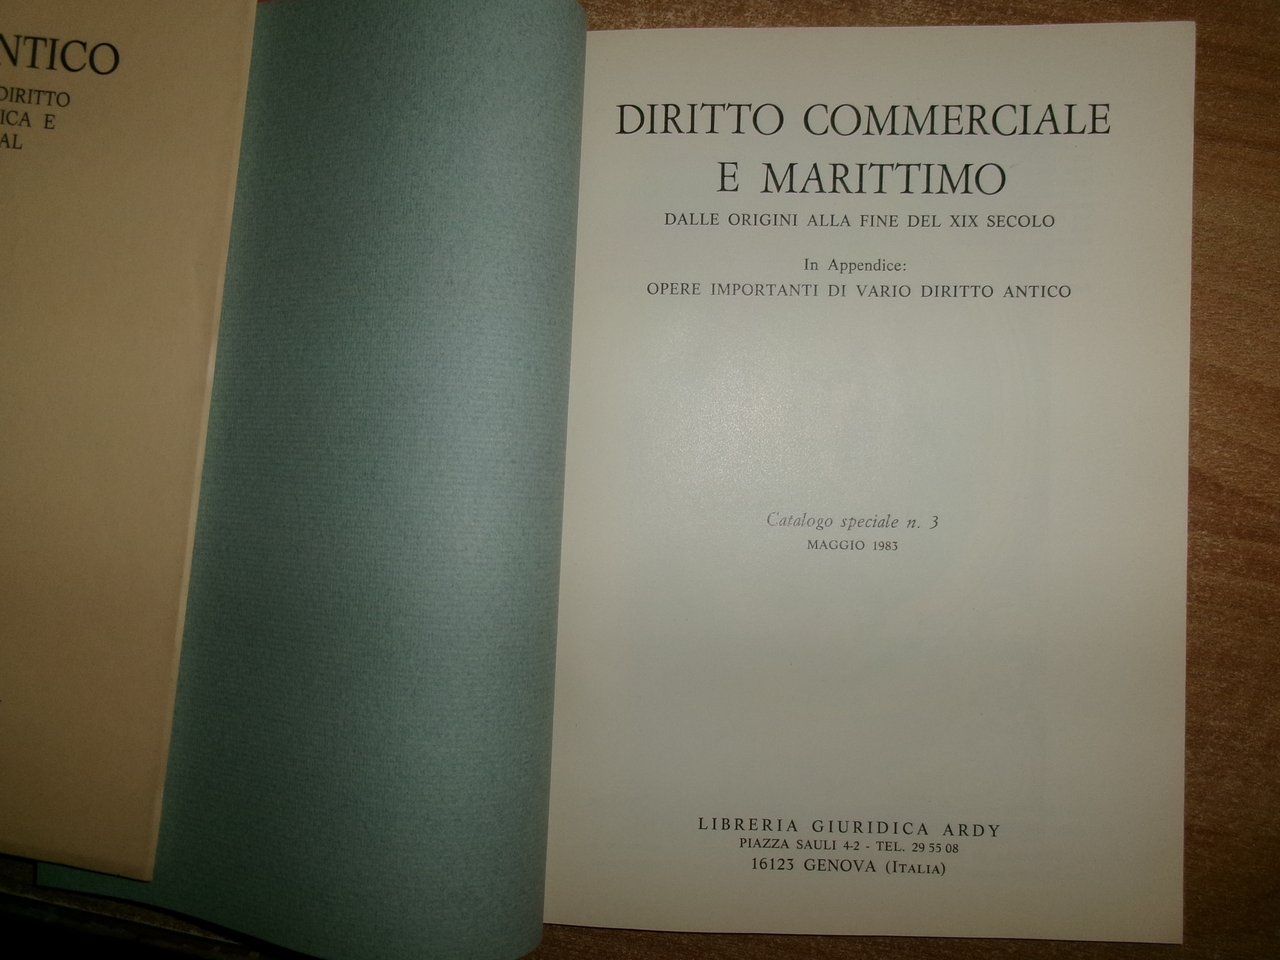 NTICO
DIRITTO
ICA E
AL
DIRITTO COMMERCIALE
E MARITTIMO
DALLE ORIGINI ALLA FINE DEL XIX SECOLO
In Appendice:
OPERE IMPORTANTI DI VARIO DIRITTO ANTICO
Catalogo speciale n. 3
MAGGIO 1983
LIBRERIA GIURIDICA ARDY
PIAZZA SAULI 4-2 - TEL. 29 55 08
16123 GENOVA (ITALIA)